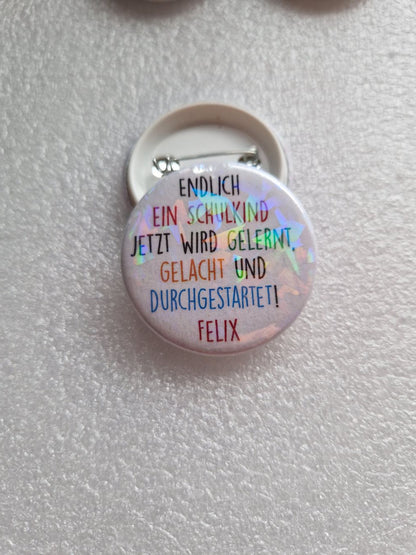 ENDLICH
EIN SCHULKIND
JETZT WIRD GELERNT,
GELACHT UND
DURCHGESTARTET!
FELIX